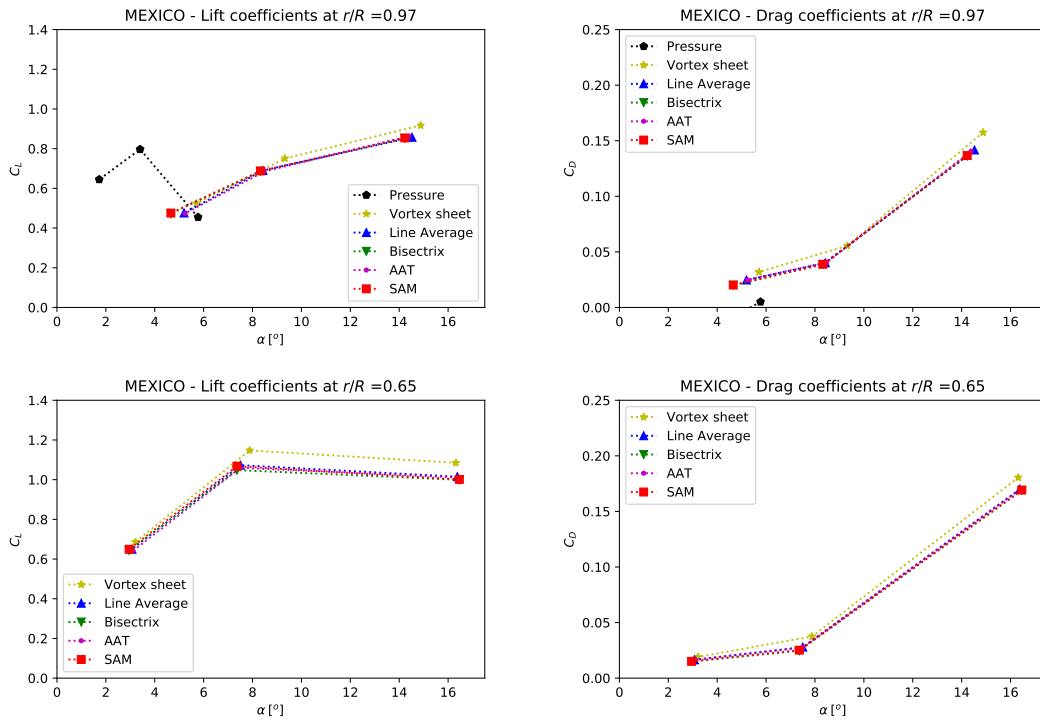 MEXICO - Lift coefficients at r/R =0.97
1.4
1.2
1.0
0.8
0.6
0.4
0.2
0.0
C_L
0 2 4 6 8 10 12 14 16
α [°]
Pressure
Vortex sheet
Line Average
Bisectrix
AAT
SAM
MEXICO - Drag coefficients at r/R =0.97
0.25
0.20
0.15
0.10
0.05
0.00
C_D
0 2 4 6 8 10 12 14 16
α [°]
Pressure
Vortex sheet
Line Average
Bisectrix
AAT
SAM
MEXICO - Lift coefficients at r/R =0.65
1.4
1.2
1.0
0.8
0.6
0.4
0.2
0.0
C_L
0 2 4 6 8 10 12 14 16
α [°]
Vortex sheet
Line Average
Bisectrix
AAT
SAM
MEXICO - Drag coefficients at r/R =0.65
0.25
0.20
0.15
0.10
0.05
0.00
C_D
0 2 4 6 8 10 12 14 16
α [°]
Vortex sheet
Line Average
Bisectrix
AAT
SAM